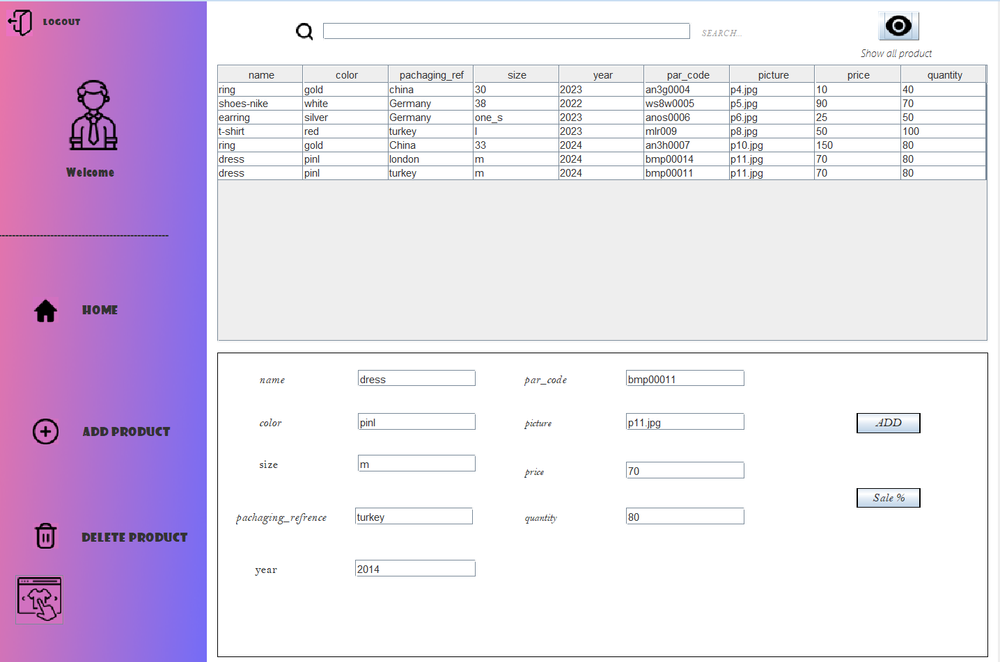 LOGOUT
Welcome
------------------------------------------------
HOME
ADD PRODUCT
DELETE PRODUCT
SEARCH...
Show all product
name color pachaging_ref size year par_code picture price quantity
ring gold china 30 2023 an3g0004 p4.jpg 10 40
shoes-nike white Germany 38 2022 ws8w0005 p5.jpg 90 70
earring silver Germany one_s 2023 anos0006 p6.jpg 25 50
t-shirt red turkey l 2023 mlr009 p8.jpg 50 100
ring gold China 33 2024 an3h0007 p10.jpg 150 80
dress pinl london m 2024 bmp00014 p11.jpg 70 80
dress pinl turkey m 2024 bmp00011 p11.jpg 70 80
name dress par_code bmp00011
color pinl picture p11.jpg ADD
size m price 70
Sale %
pachaging_refrence turkey quantity 80
year 2014